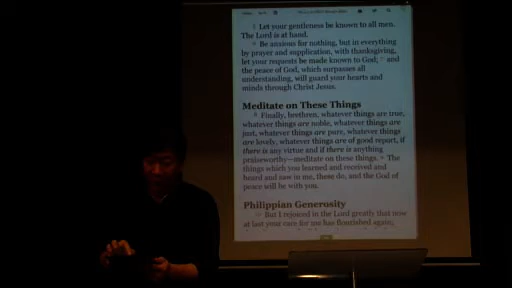 5 Let your gentleness be known to all men.
The Lord is at hand.
6 Be anxious for nothing, but in everything
by prayer and supplication, with thanksgiving,
let your requests be made known to God; 7 and
the peace of God, which surpasses all
understanding, will guard your hearts and
minds through Christ Jesus.
Meditate on These Things
8 Finally, brethren, whatever things are true,
whatever things are noble, whatever things are
just, whatever things are pure, whatever things
are lovely, whatever things are of good report, if
there is any virtue and if there is anything
praiseworthy—meditate on these things. 9 The
things which you learned and received and
heard and saw in me, these do, and the God of
peace will be with you.
Philippian Generosity
10 But I rejoiced in the Lord greatly that now
at last your care for me has flourished again;